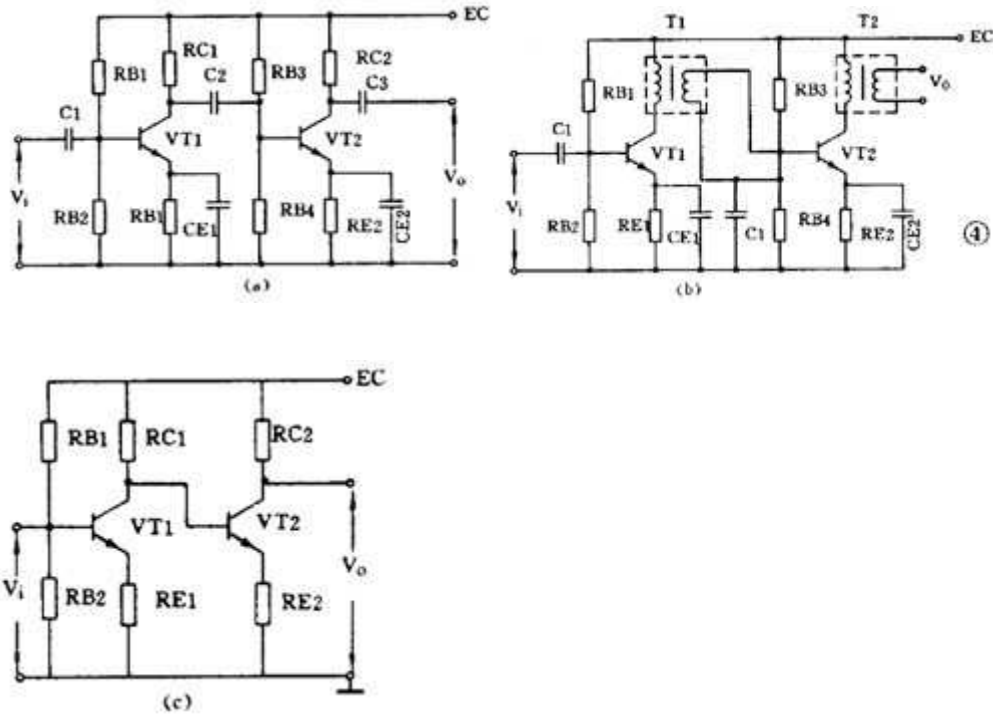 EC
RC1
RB1
C2
RB3
RC2
C3
C1
VT1
VT2
Vi
Vo
RB2
RB1
CE1
RB4
RE2
CE2
(a)
T1
T2
EC
RB1
RB3
Vo
C1
VT1
VT2
Vi
RB2
RE1
CE1
C1
RB4
RE2
CE2
④
(b)
EC
RB1
RC1
RC2
VT1
VT2
Vi
Vo
RB2
RE1
RE2
(c)